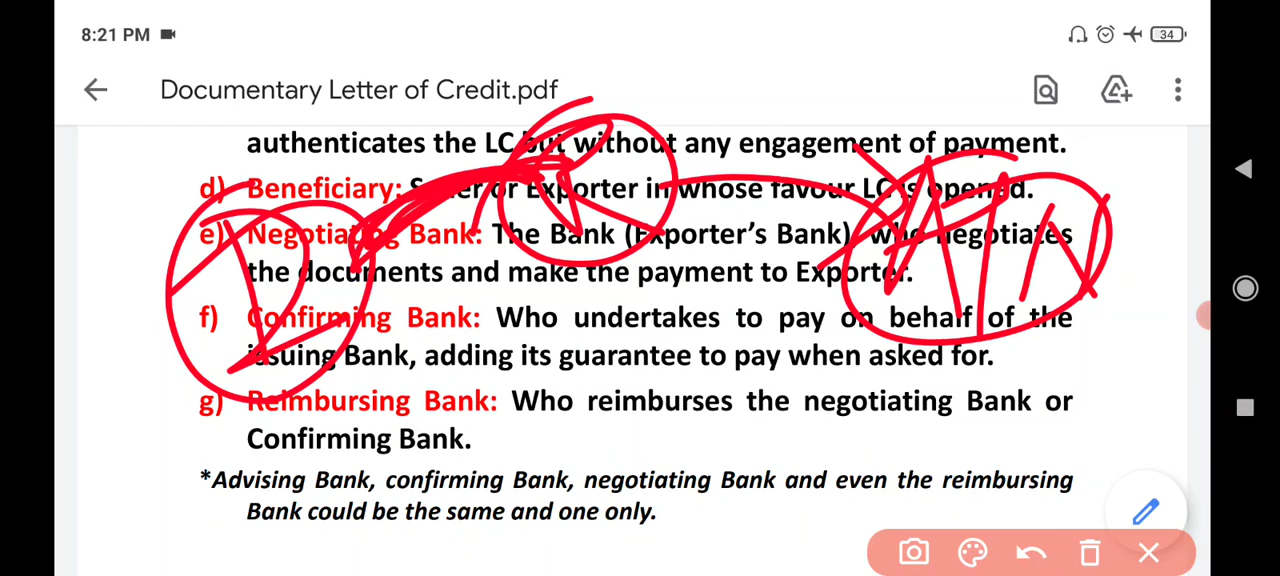 8:21 PM
34
Documentary Letter of Credit.pdf
authenticates the LC but without any engagement of payment.
d) Beneficiary: Seller or Exporter in whose favour LC is opened.
e) Negotiating Bank: The Bank (Exporter's Bank), who negotiates
the documents and make the payment to Exporter.
f) Confirming Bank: Who undertakes to pay on behalf of the
issuing Bank, adding its guarantee to pay when asked for.
g) Reimbursing Bank: Who reimburses the negotiating Bank or
Confirming Bank.
*Advising Bank, confirming Bank, negotiating Bank and even the reimbursing
Bank could be the same and one only.